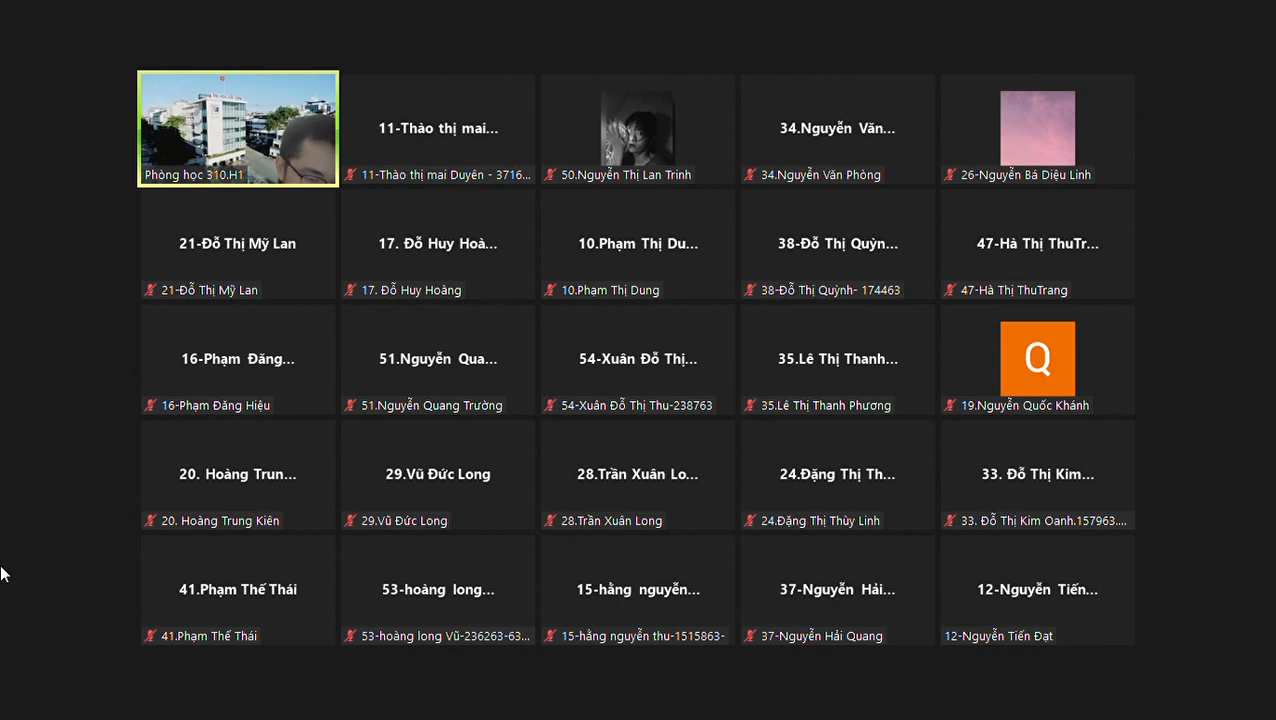 Phòng học 310.H1
11-Thào thị mai...
11-Thào thị mai Duyên - 3716...
50.Nguyễn Thị Lan Trinh
34.Nguyễn Văn...
34.Nguyễn Văn Phòng
26-Nguyễn Bá Diệu Linh
21-Đỗ Thị Mỹ Lan
21-Đỗ Thị Mỹ Lan
17. Đỗ Huy Hoà...
17. Đỗ Huy Hoàng
10.Phạm Thị Du...
10.Phạm Thị Dung
38-Đỗ Thị Quỳn...
38-Đỗ Thị Quỳnh- 174463
47-Hà Thị ThuTr...
47-Hà Thị ThuTrang
16-Phạm Đăng...
16-Phạm Đăng Hiệu
51.Nguyễn Qua...
51.Nguyễn Quang Trường
54-Xuân Đỗ Thị...
54-Xuân Đỗ Thị Thu-238763
35.Lê Thị Thanh...
35.Lê Thị Thanh Phương
Q
19.Nguyễn Quốc Khánh
20. Hoàng Trun...
20. Hoàng Trung Kiên
29.Vũ Đức Long
29.Vũ Đức Long
28.Trần Xuân Lo...
28.Trần Xuân Long
24.Đặng Thị Th...
24.Đặng Thị Thùy Linh
33. Đỗ Thị Kim...
33. Đỗ Thị Kim Oanh.157963....
41.Phạm Thế Thái
41.Phạm Thế Thái
53-hoàng long...
53-hoàng long Vũ-236263-63...
15-hằng nguyễn...
15-hằng nguyễn thu-1515863-
37-Nguyễn Hải...
37-Nguyễn Hải Quang
12-Nguyễn Tiến...
12-Nguyễn Tiến Đạt